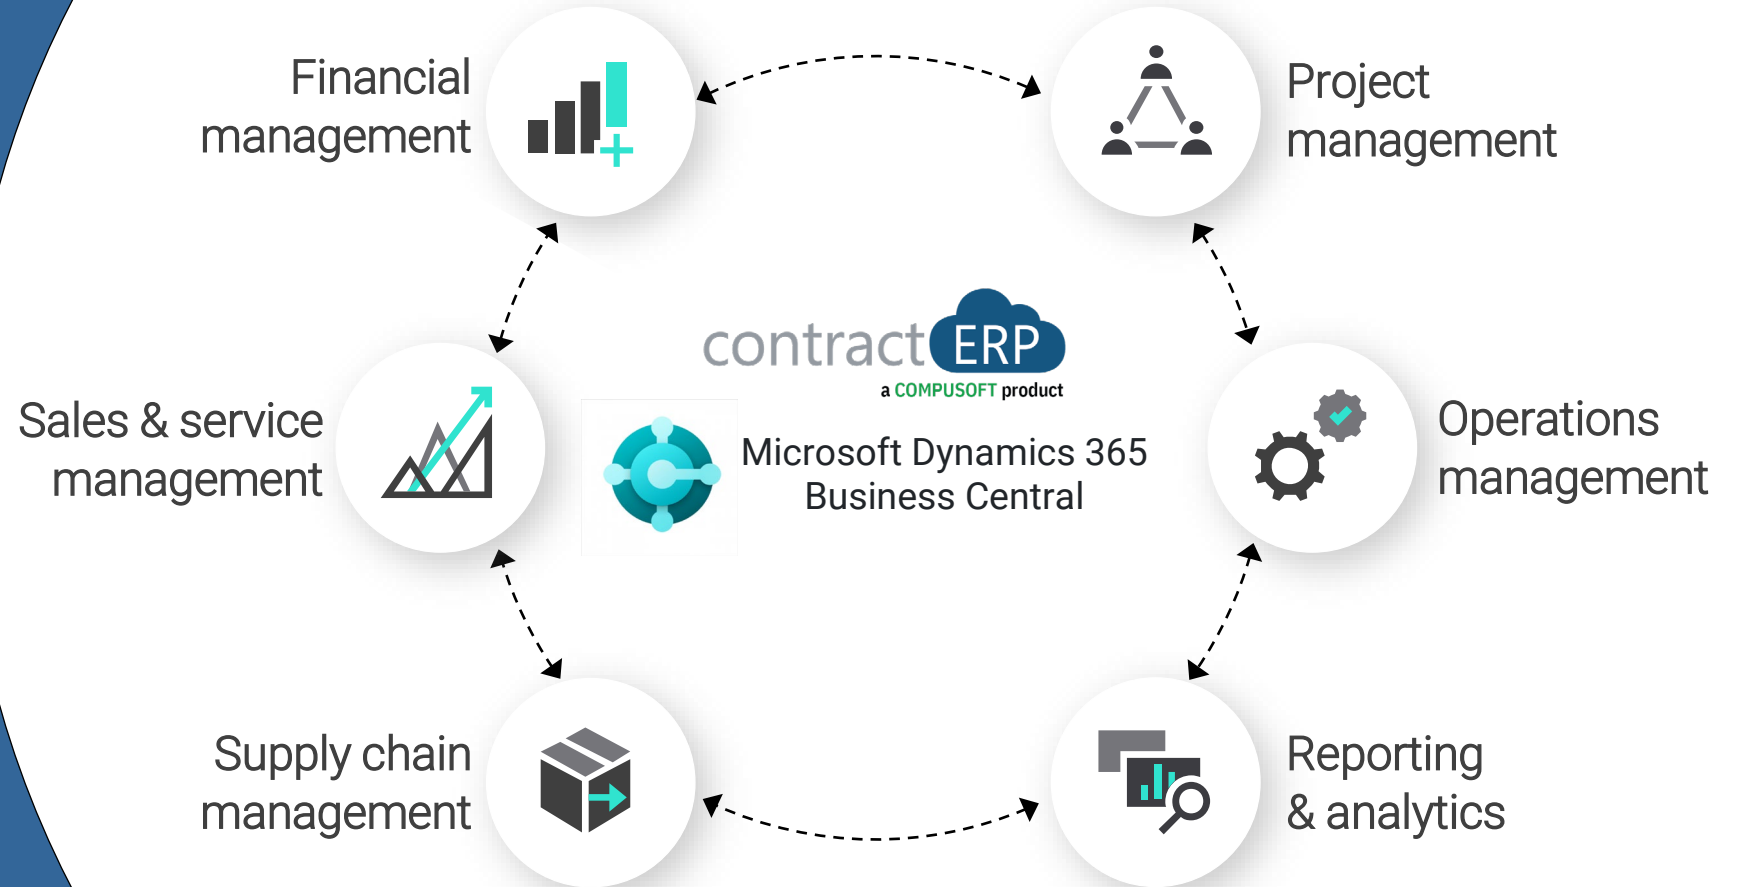 Financial
management
Project
management
contract ERP
a COMPUSOFT product
Sales & service
management
Microsoft Dynamics 365
Business Central
Operations
management
Supply chain
management
Reporting
& analytics